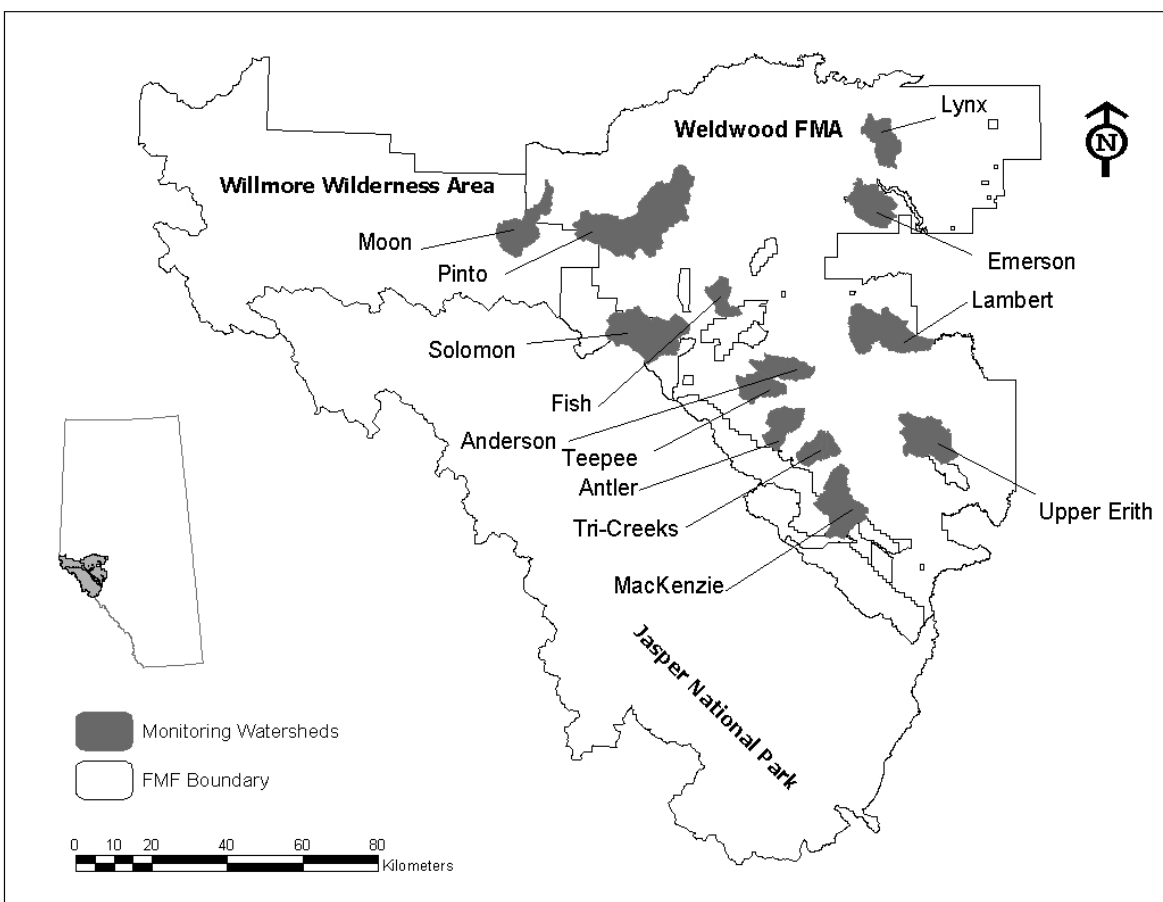 Lynx
Weldwood FMA
N
Willmore Wilderness Area
Moon
Pinto
Emerson
Lambert
Solomon
Fish
Anderson
Teepee
Antler
Tri-Creeks
Upper Erith
MacKenzie
Jasper National Park
Monitoring Watersheds
FMF Boundary
0 10 20 40 60 80
Kilometers